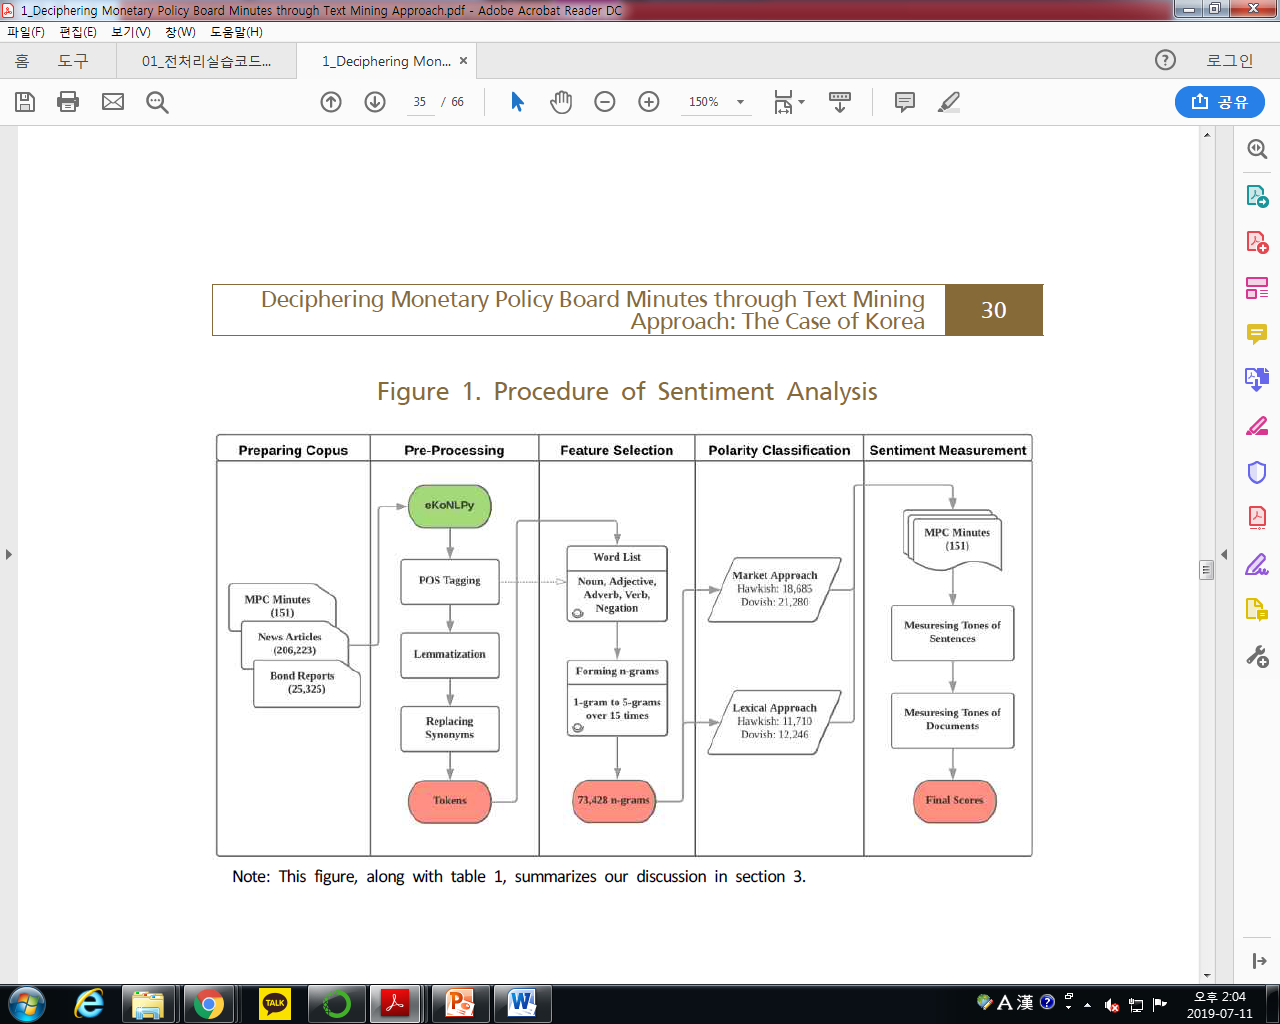 1_Deciphering Monetary Policy Board Minutes through Text Mining Approach.pdf - Adobe Acrobat Reader DC
파일(F) 편집(E) 보기(V) 창(W) 도움말(H)
홈 도구 01_전처리실습코드... 1_Deciphering Mon... ×
로그인
35 / 66 150% 공유
Deciphering Monetary Policy Board Minutes through Text Mining
Approach: The Case of Korea
30
Figure 1. Procedure of Sentiment Analysis
Preparing Copus Pre-Processing Feature Selection Polarity Classification Sentiment Measurement
MPC Minutes
(151)
News Articles
(206,223)
Bond Reports
(25,325)
eKoNLPy
POS Tagging
Lemmatization
Replacing
Synonyms
Tokens
Word List
Noun, Adjective,
Adverb, Verb,
Negation
Forming n-grams
1-gram to 5-grams
over 15 times
73,428 n-grams
Market Approach
Hawkish: 18,685
Dovish: 21,280
Lexical Approach
Hawkish: 11,710
Dovish: 12,246
MPC Minutes
(151)
Mesuresing Tones of
Sentences
Mesuresing Tones of
Documents
Final Scores
Note: This figure, along with table 1, summarizes our discussion in section 3.
TALK
A 漢
오후 2:04
2019-07-11